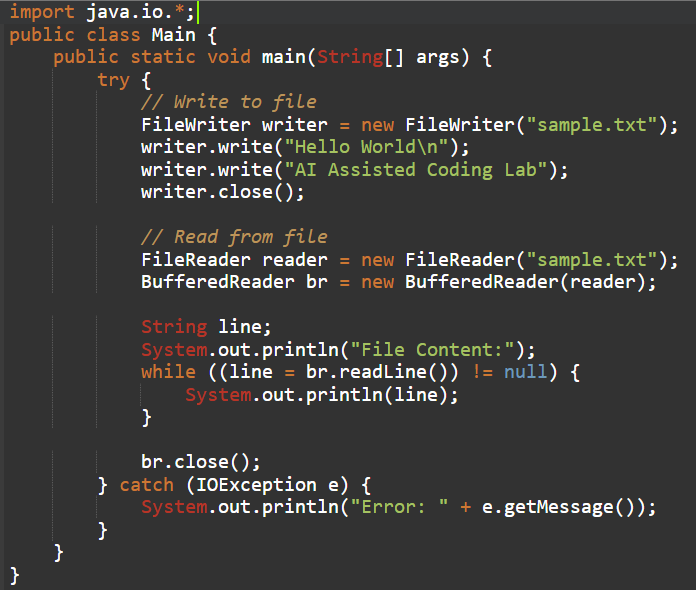 import java.io.*;
public class Main {
    public static void main(String[] args) {
        try {
            // Write to file
            FileWriter writer = new FileWriter("sample.txt");
            writer.write("Hello World\n");
            writer.write("AI Assisted Coding Lab");
            writer.close();

            // Read from file
            FileReader reader = new FileReader("sample.txt");
            BufferedReader br = new BufferedReader(reader);

            String line;
            System.out.println("File Content:");
            while ((line = br.readLine()) != null) {
                System.out.println(line);
            }

            br.close();
        } catch (IOException e) {
            System.out.println("Error: " + e.getMessage());
        }
    }
}